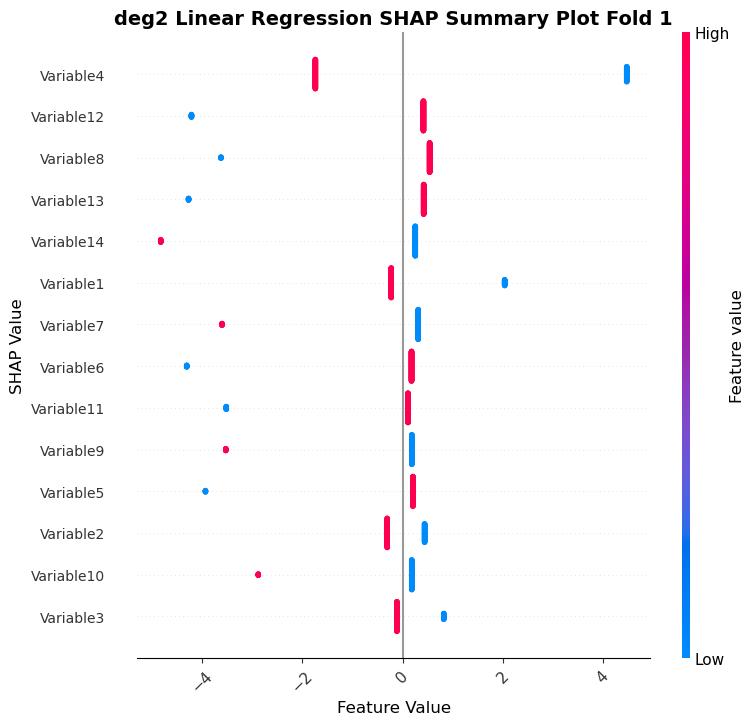 deg2 Linear Regression SHAP Summary Plot Fold 1
High
Variable4
Variable12
Variable8
Variable13
Variable14
Variable1
Variable7
Variable6
Variable11
Variable9
Variable5
Variable2
Variable10
Variable3
SHAP Value
Feature value
Low
−4
−2
0
2
4
Feature Value